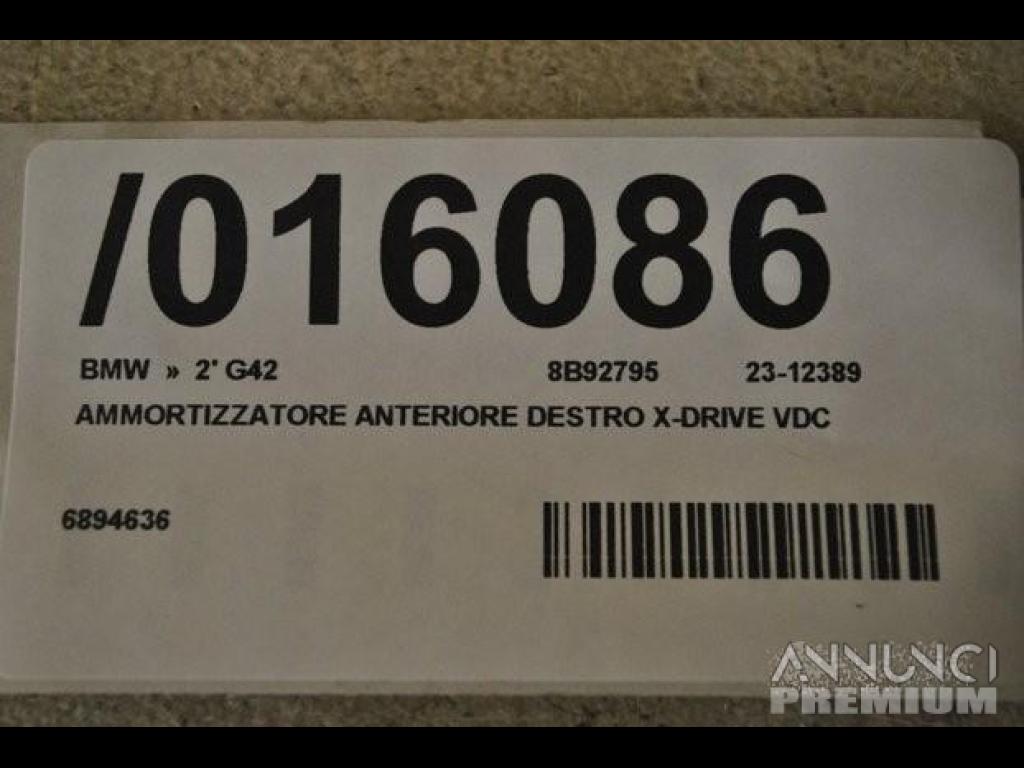 /016086
BMW » 2' G42 8B92795 23-12389
AMMORTIZZATORE ANTERIORE DESTRO X-DRIVE VDC
6894636
ANNUNCI
PREMIUM